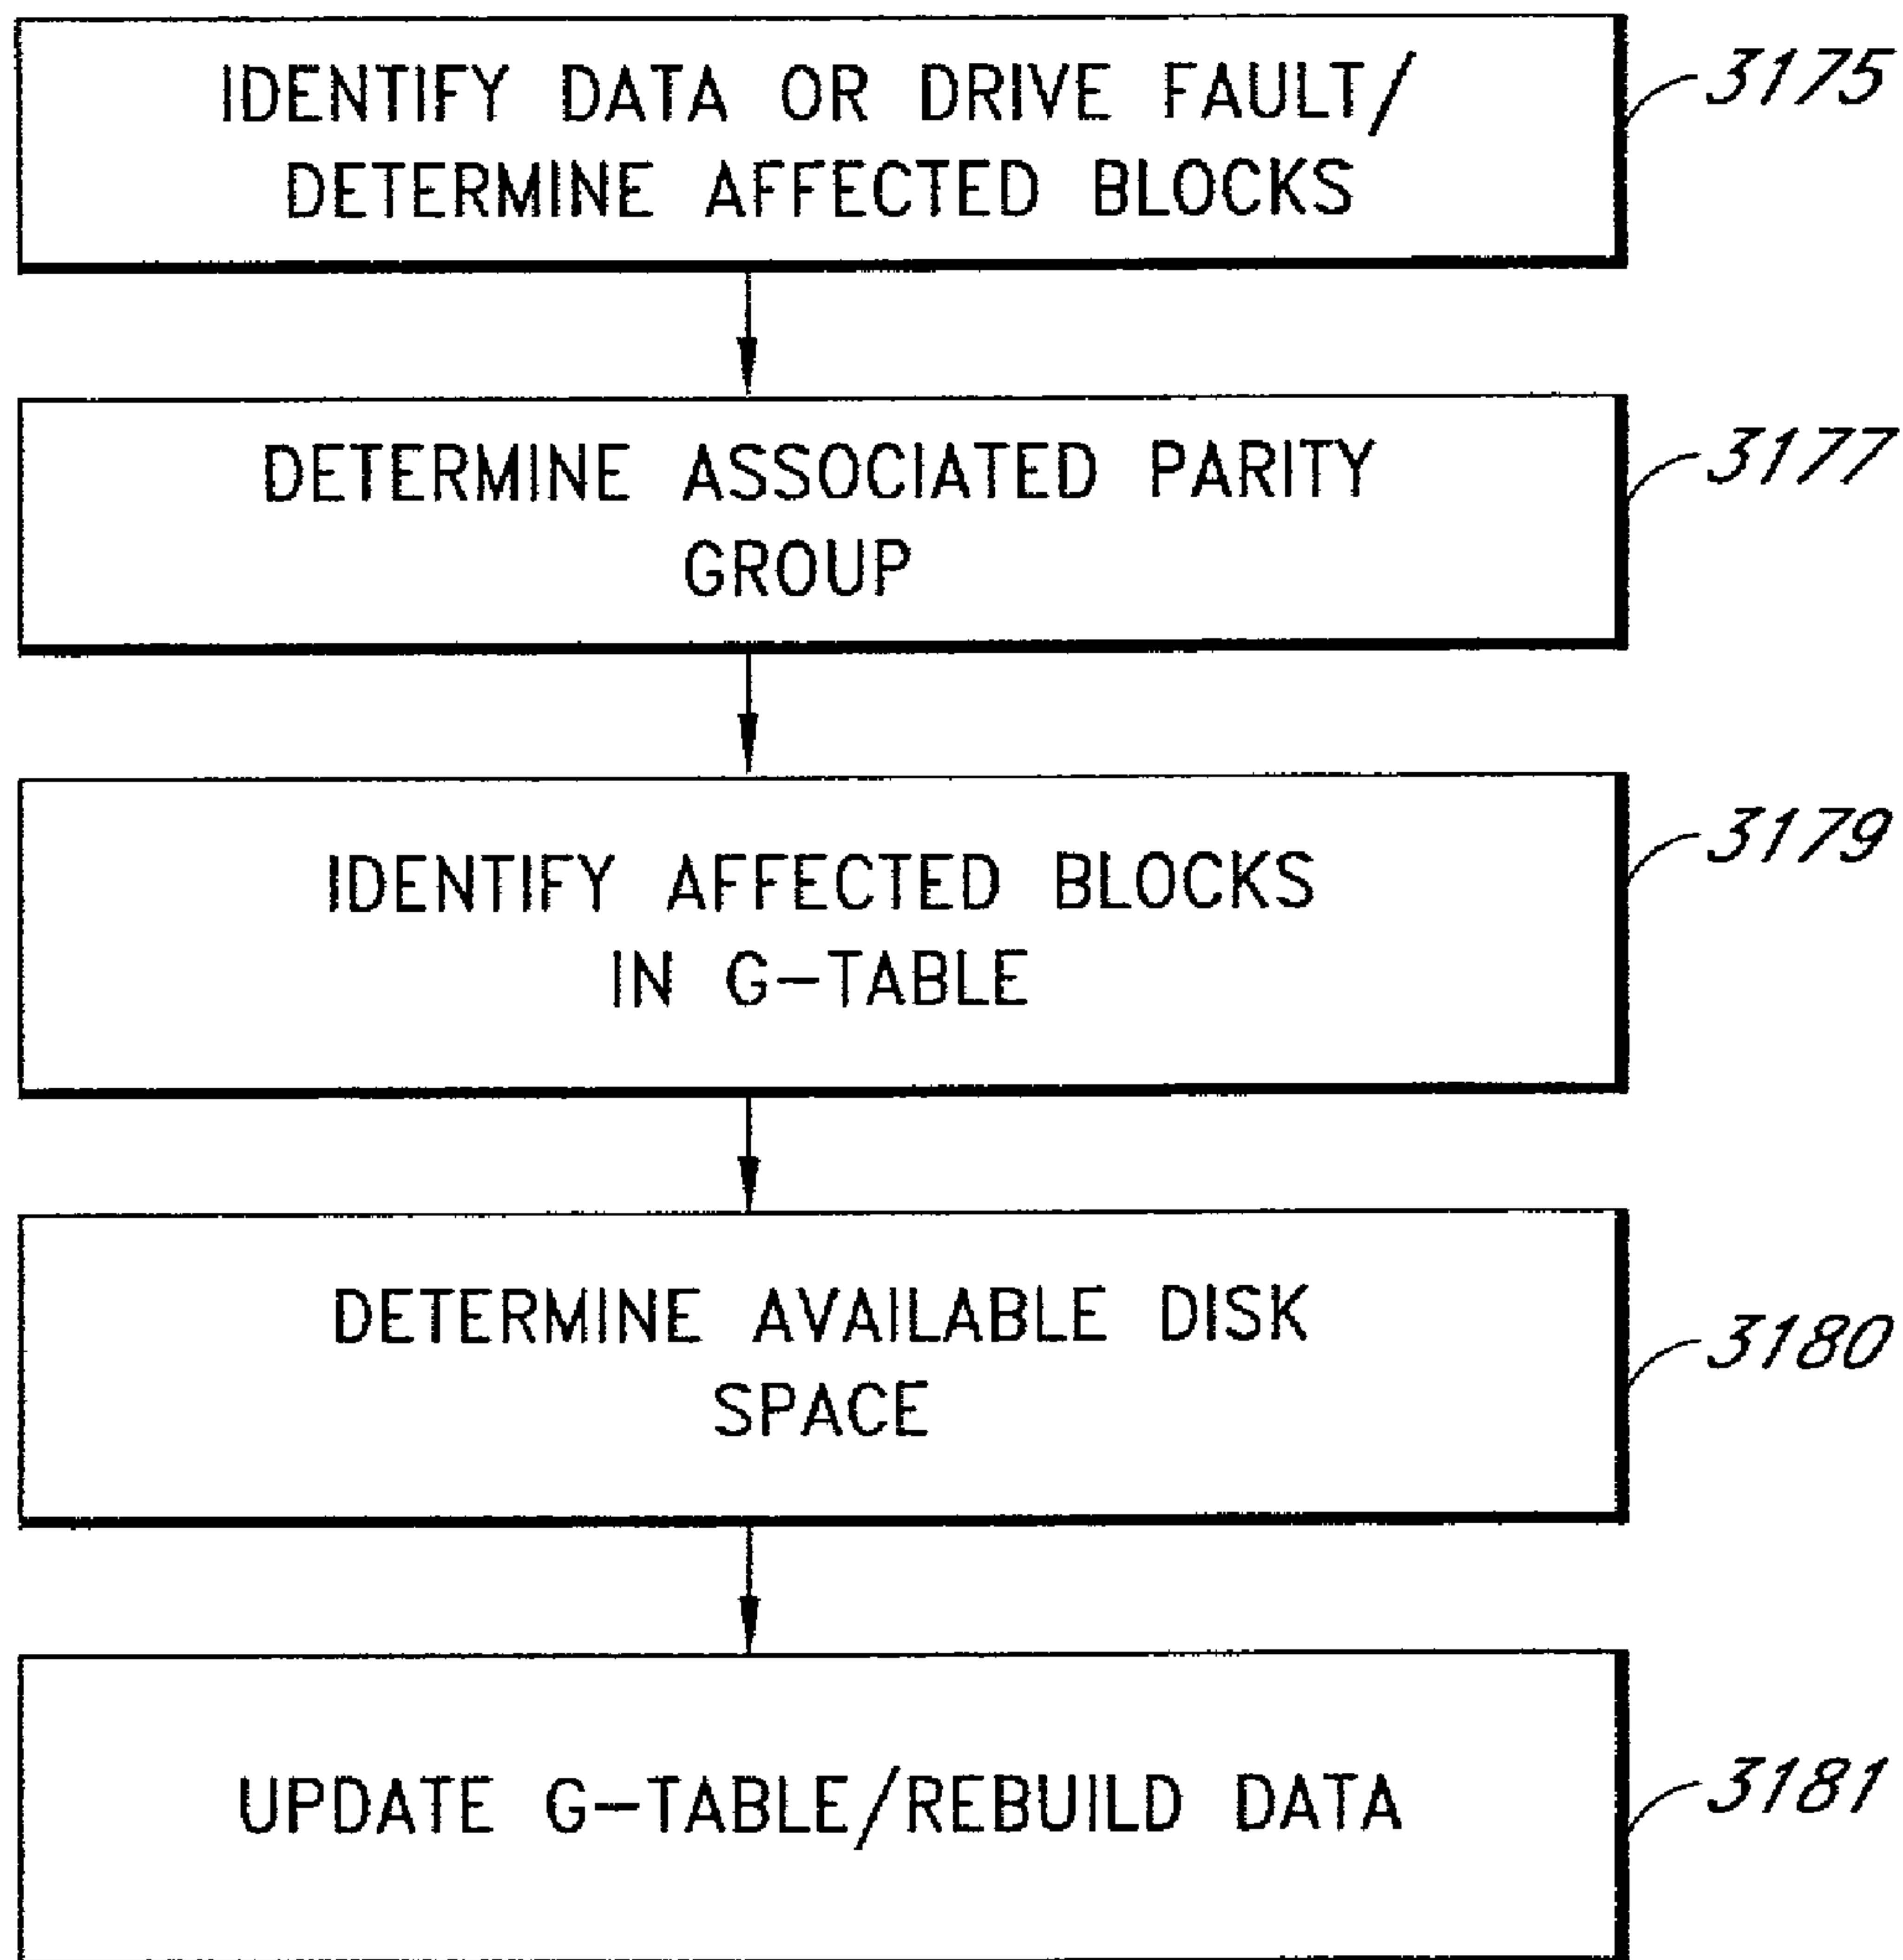 IDENTIFY DATA OR DRIVE FAULT/
DETERMINE AFFECTED BLOCKS
3175
DETERMINE ASSOCIATED PARITY
GROUP
3177
IDENTIFY AFFECTED BLOCKS
IN G-TABLE
3179
DETERMINE AVAILABLE DISK
SPACE
3180
UPDATE G-TABLE/REBUILD DATA
3181